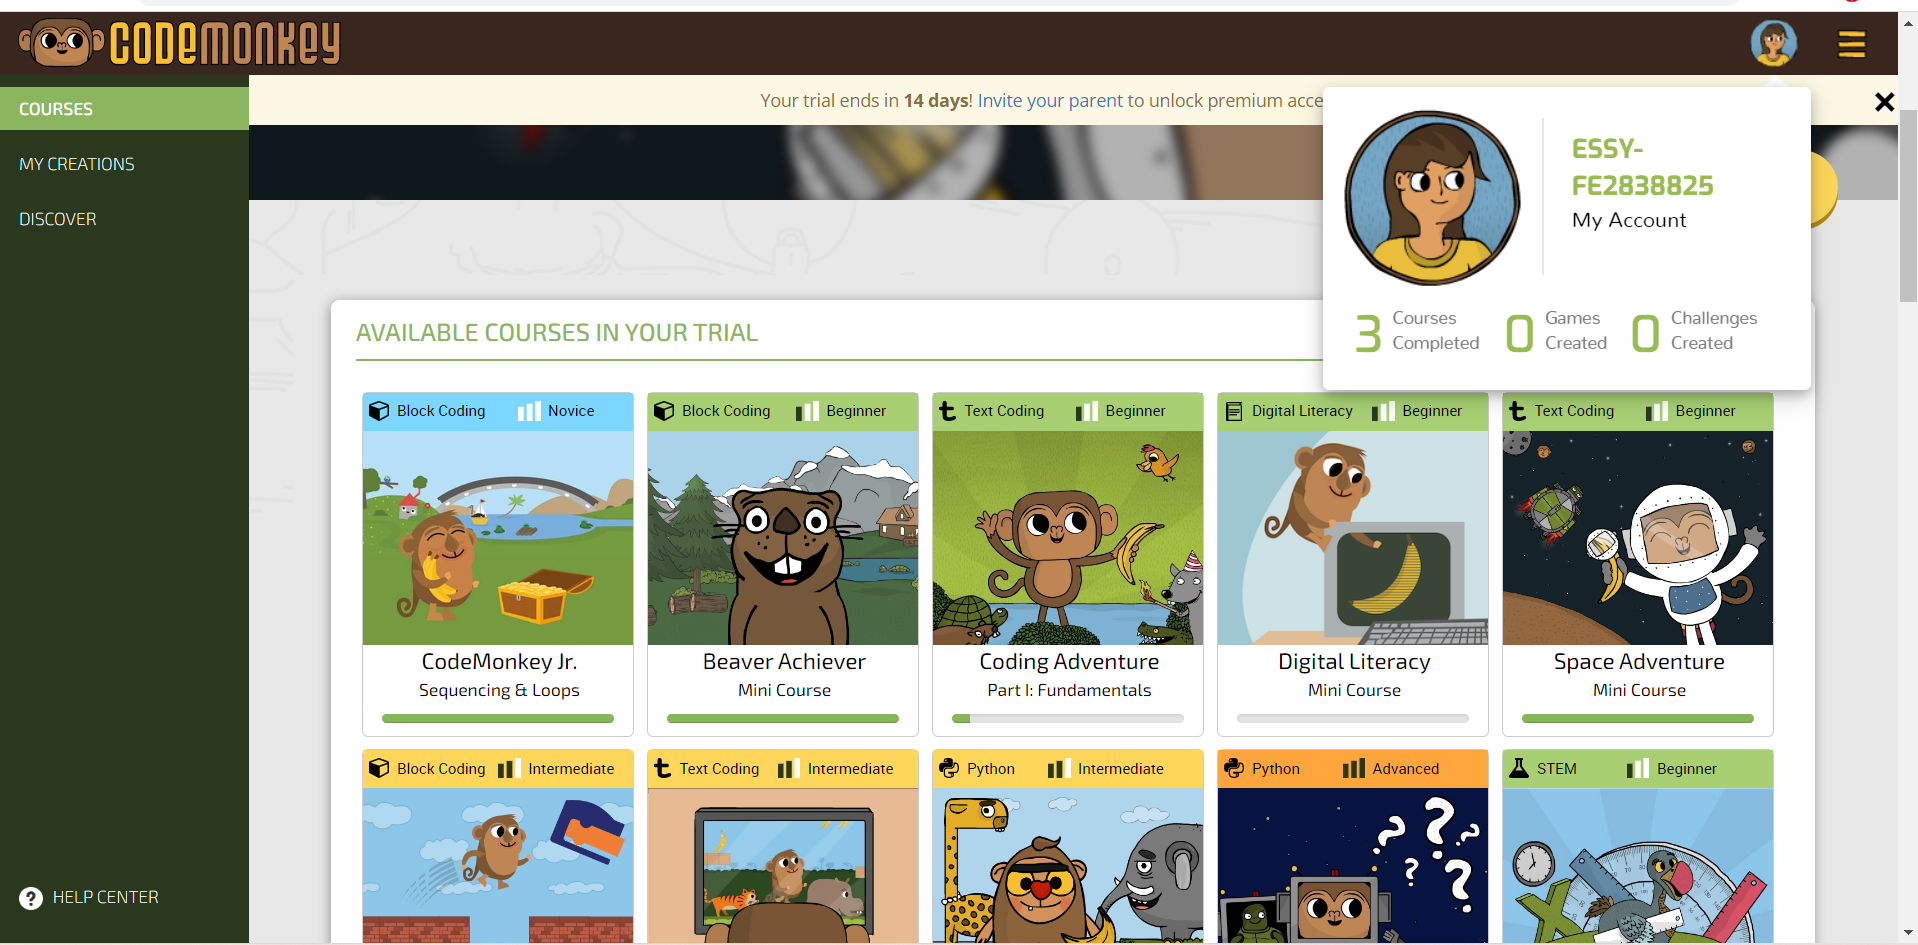 CODEMONKEY
COURSES
MY CREATIONS
DISCOVER
HELP CENTER
Your trial ends in 14 days! Invite your parent to unlock premium acce
ESSY-
FE2838825
My Account
3 Courses Completed
0 Games Created
0 Challenges Created
AVAILABLE COURSES IN YOUR TRIAL
Block Coding Novice
CodeMonkey Jr.
Sequencing & Loops
Block Coding Beginner
Beaver Achiever
Mini Course
Text Coding Beginner
Coding Adventure
Part I: Fundamentals
Digital Literacy Beginner
Digital Literacy
Mini Course
Text Coding Beginner
Space Adventure
Mini Course
Block Coding Intermediate
Text Coding Intermediate
Python Intermediate
Python Advanced
STEM Beginner